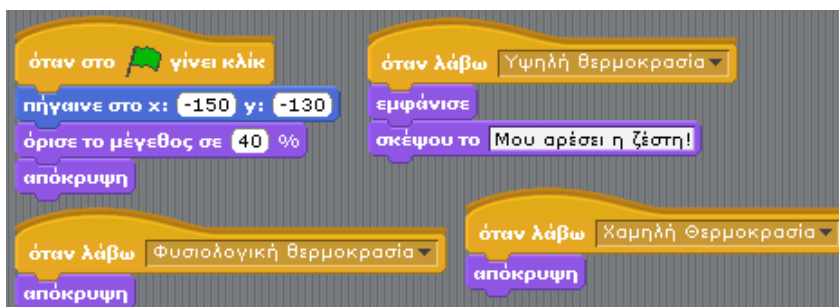 όταν στο γίνει κλίκ
πήγαινε στο x: -150 y: -130
όρισε το μέγεθος σε 40 %
απόκρυψη
όταν λάβω Υψηλή θερμοκρασία
εμφάνισε
σκέψου το Μου αρέσει η ζέστη!
όταν λάβω Φυσιολογική θερμοκρασία
απόκρυψη
όταν λάβω Χαμηλή Θερμοκρασία
απόκρυψη